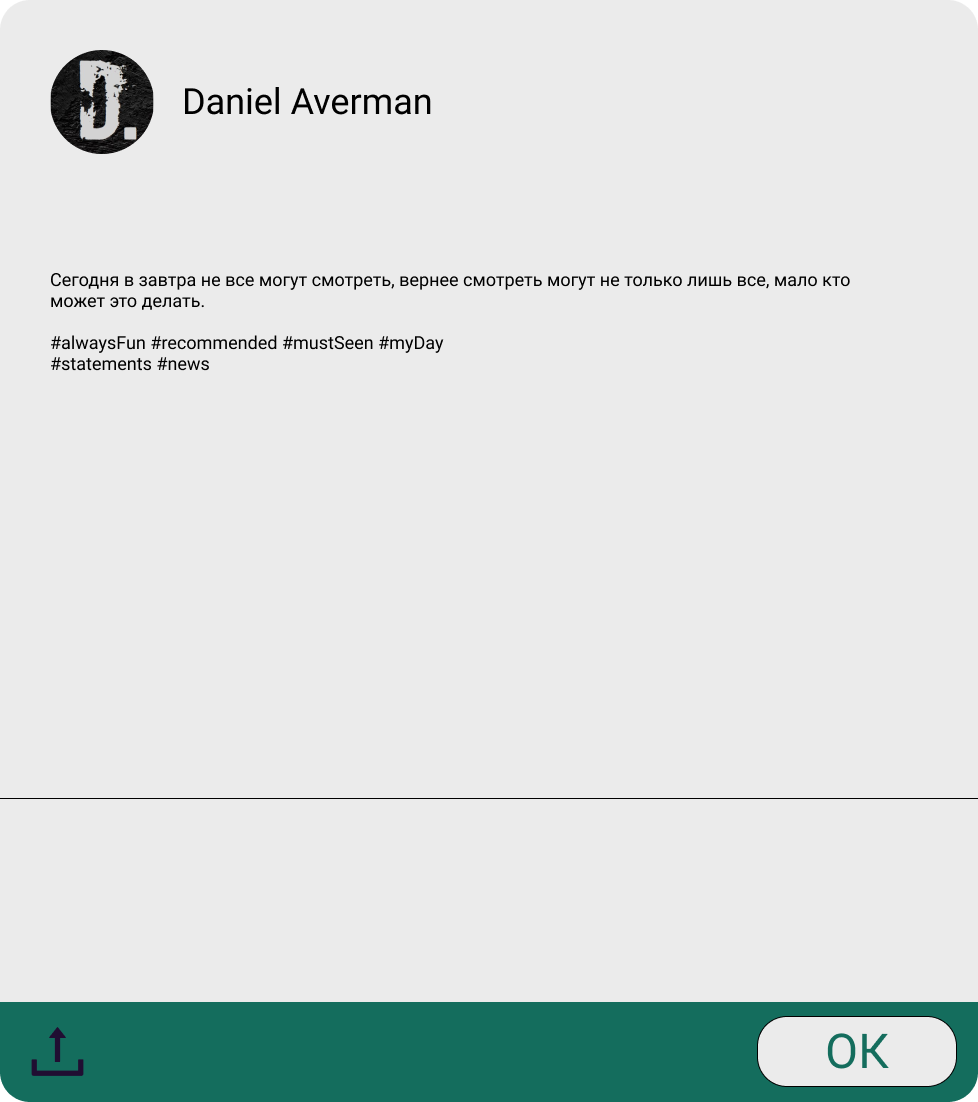 D.
Daniel Averman
Сегодня в завтра не все могут смотреть, вернее смотреть могут не только лишь все, мало кто
может это делать.
#alwaysFun #recommended #mustSeen #myDay
#statements #news
OK